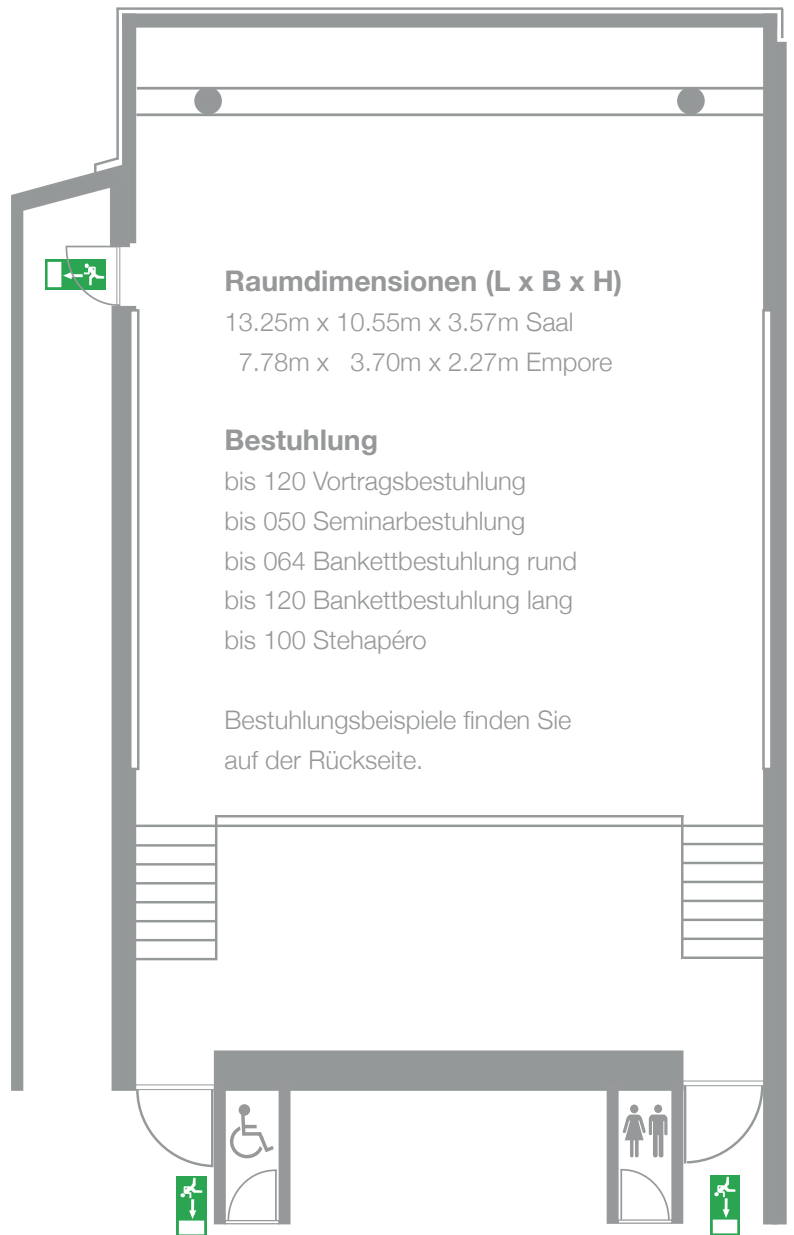 Raumdimensionen (L x B x H)
13.25m x 10.55m x 3.57m Saal
7.78m x 3.70m x 2.27m Empore
Bestuhlung
bis 120 Vortragsbestuhlung
bis 050 Seminarbestuhlung
bis 064 Bankettbestuhlung rund
bis 120 Bankettbestuhlung lang
bis 100 Stehapéro
Bestuhlungsbeispiele finden Sie
auf der Rückseite.